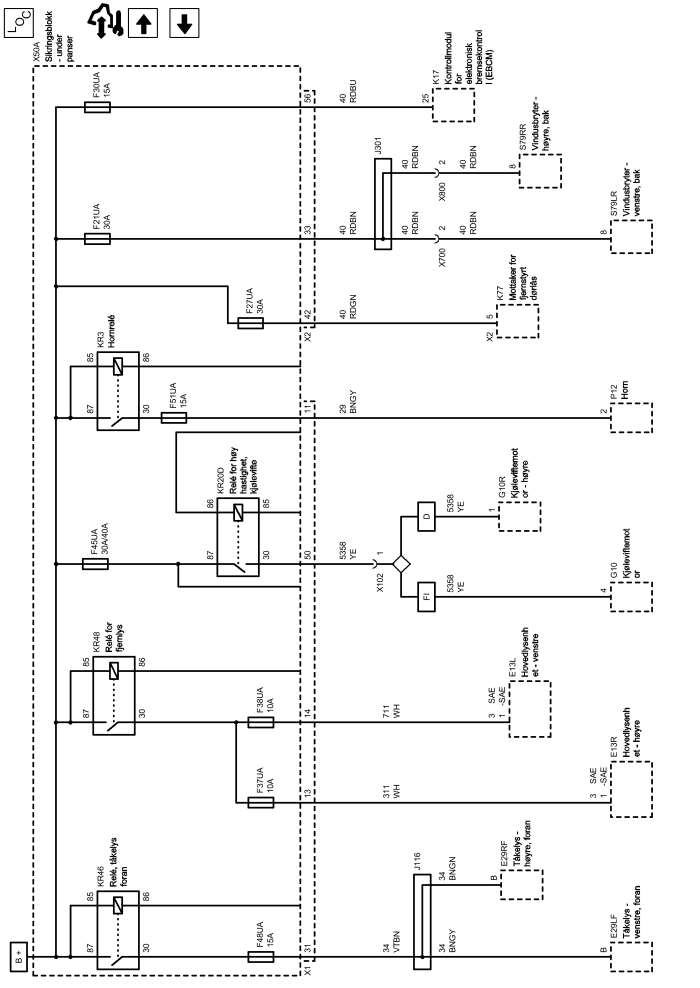 LOC
B +
X50A
Sikringsblokk
- under
panser
KR46
Relé, tåkelys
foran
87
85
30
86
F48UA
15A
X1
31
34
VTBN
J116
34
BNGY
34
BNGN
B
E29LF
Tåkelys -
venstre, foran
B
E29RF
Tåkelys -
høyre, foran
KR48
Relé for
fjernlys
87
85
30
86
F37UA
10A
F38UA
10A
13
14
311
WH
711
WH
3 SAE
1 -SAE
E13R
Hovedlysenh
et - høyre
3 SAE
1 -SAE
E13L
Hovedlysenh
et - venstre
F45UA
30A/40A
KR20D
Relé for høy
hastighet,
kjølevifte
87
86
30
85
50
5358
YE
X102
1
FI
D
5358
YE
5358
YE
4
G10
Kjøleviftemot
or
1
G10R
Kjøleviftemot
or - høyre
KR3
Hornrelé
87
85
30
86
F51UA
15A
11
29
BNGY
2
P12
Horn
F27UA
30A
X2
42
40
RDGN
X2
5
K77
Mottaker for
fjernstyrt
dørlås
F21UA
30A
33
40
RDBN
J301
40
RDBN
40
RDBN
X700
2
X800
2
40
RDBN
40
RDBN
8
S79LR
Vindusbryter -
venstre, bak
8
S79RR
Vindusbryter -
høyre, bak
F30UA
15A
56
40
RDBU
25
K17
Kontrollmodul
for
elektronisk
bremsekontrol
l (EBCM)